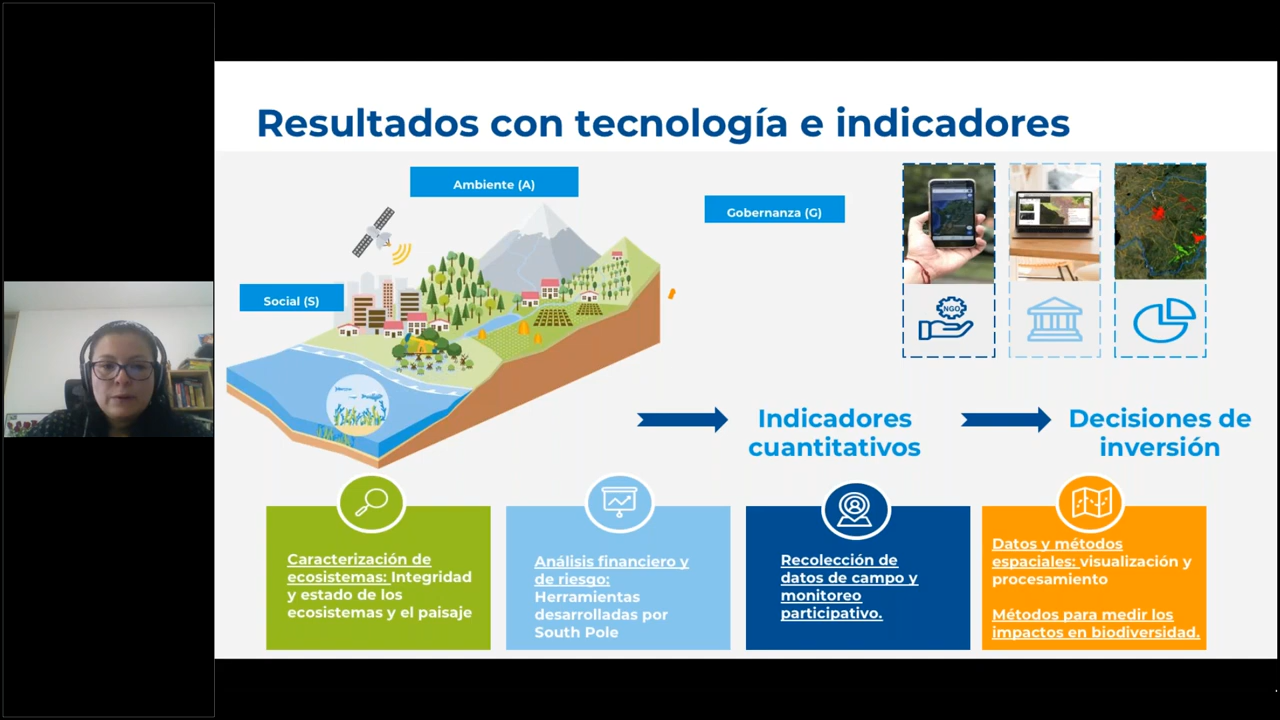 Resultados con tecnología e indicadores
Ambiente (A)
Gobernanza (G)
Social (S)
NGO
Indicadores
cuantitativos
Decisiones de
inversión
Caracterización de
ecosistemas: Integridad
y estado de los
ecosistemas y el paisaje
Análisis financiero y
de riesgo:
Herramientas
desarrolladas por
South Pole
Recolección de
datos de campo y
monitoreo
participativo.
Datos y métodos
espaciales: visualización y
procesamiento
Métodos para medir los
impactos en biodiversidad.